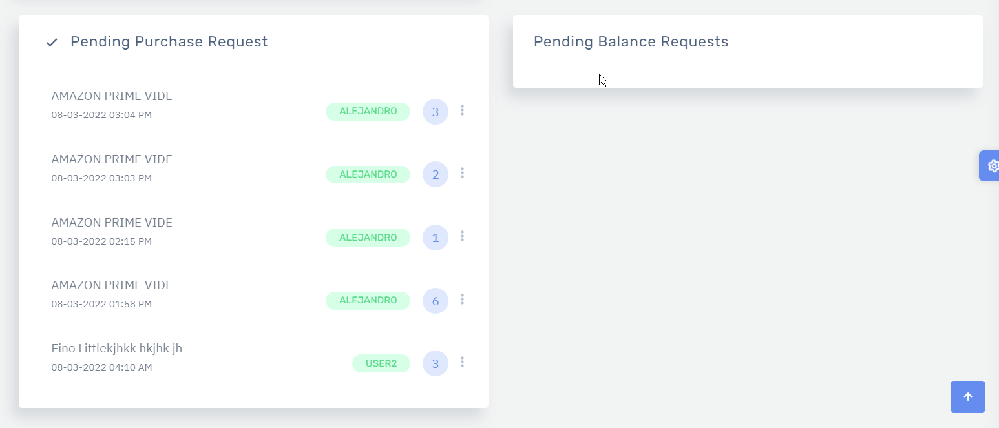 Pending Purchase Request
AMAZON PRIME VIDE
08-03-2022 03:04 PM
ALEJANDRO
3
AMAZON PRIME VIDE
08-03-2022 03:03 PM
ALEJANDRO
2
AMAZON PRIME VIDE
08-03-2022 02:15 PM
ALEJANDRO
1
AMAZON PRIME VIDE
08-03-2022 01:58 PM
ALEJANDRO
6
Eino Littlekjhkk hkjhk jh
08-03-2022 04:10 AM
USER2
3
Pending Balance Requests